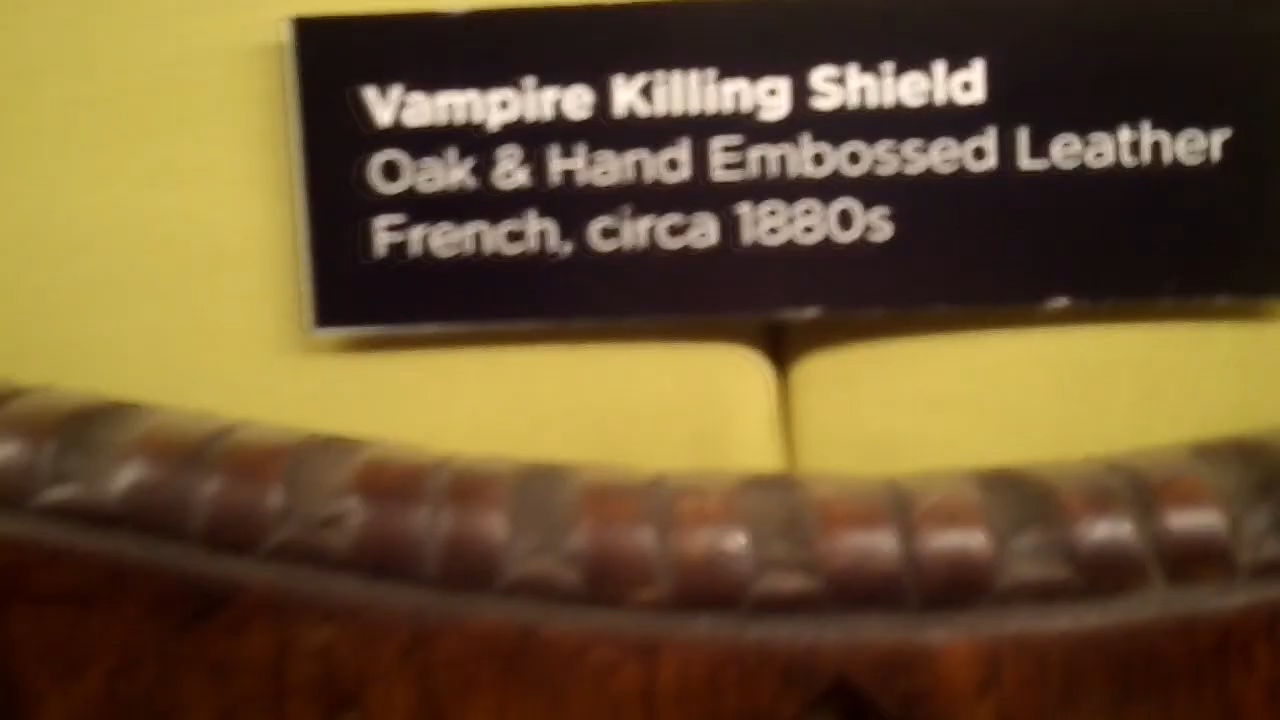 Vampire Killing Shield
Oak & Hand Embossed Leather
French, circa 1880s